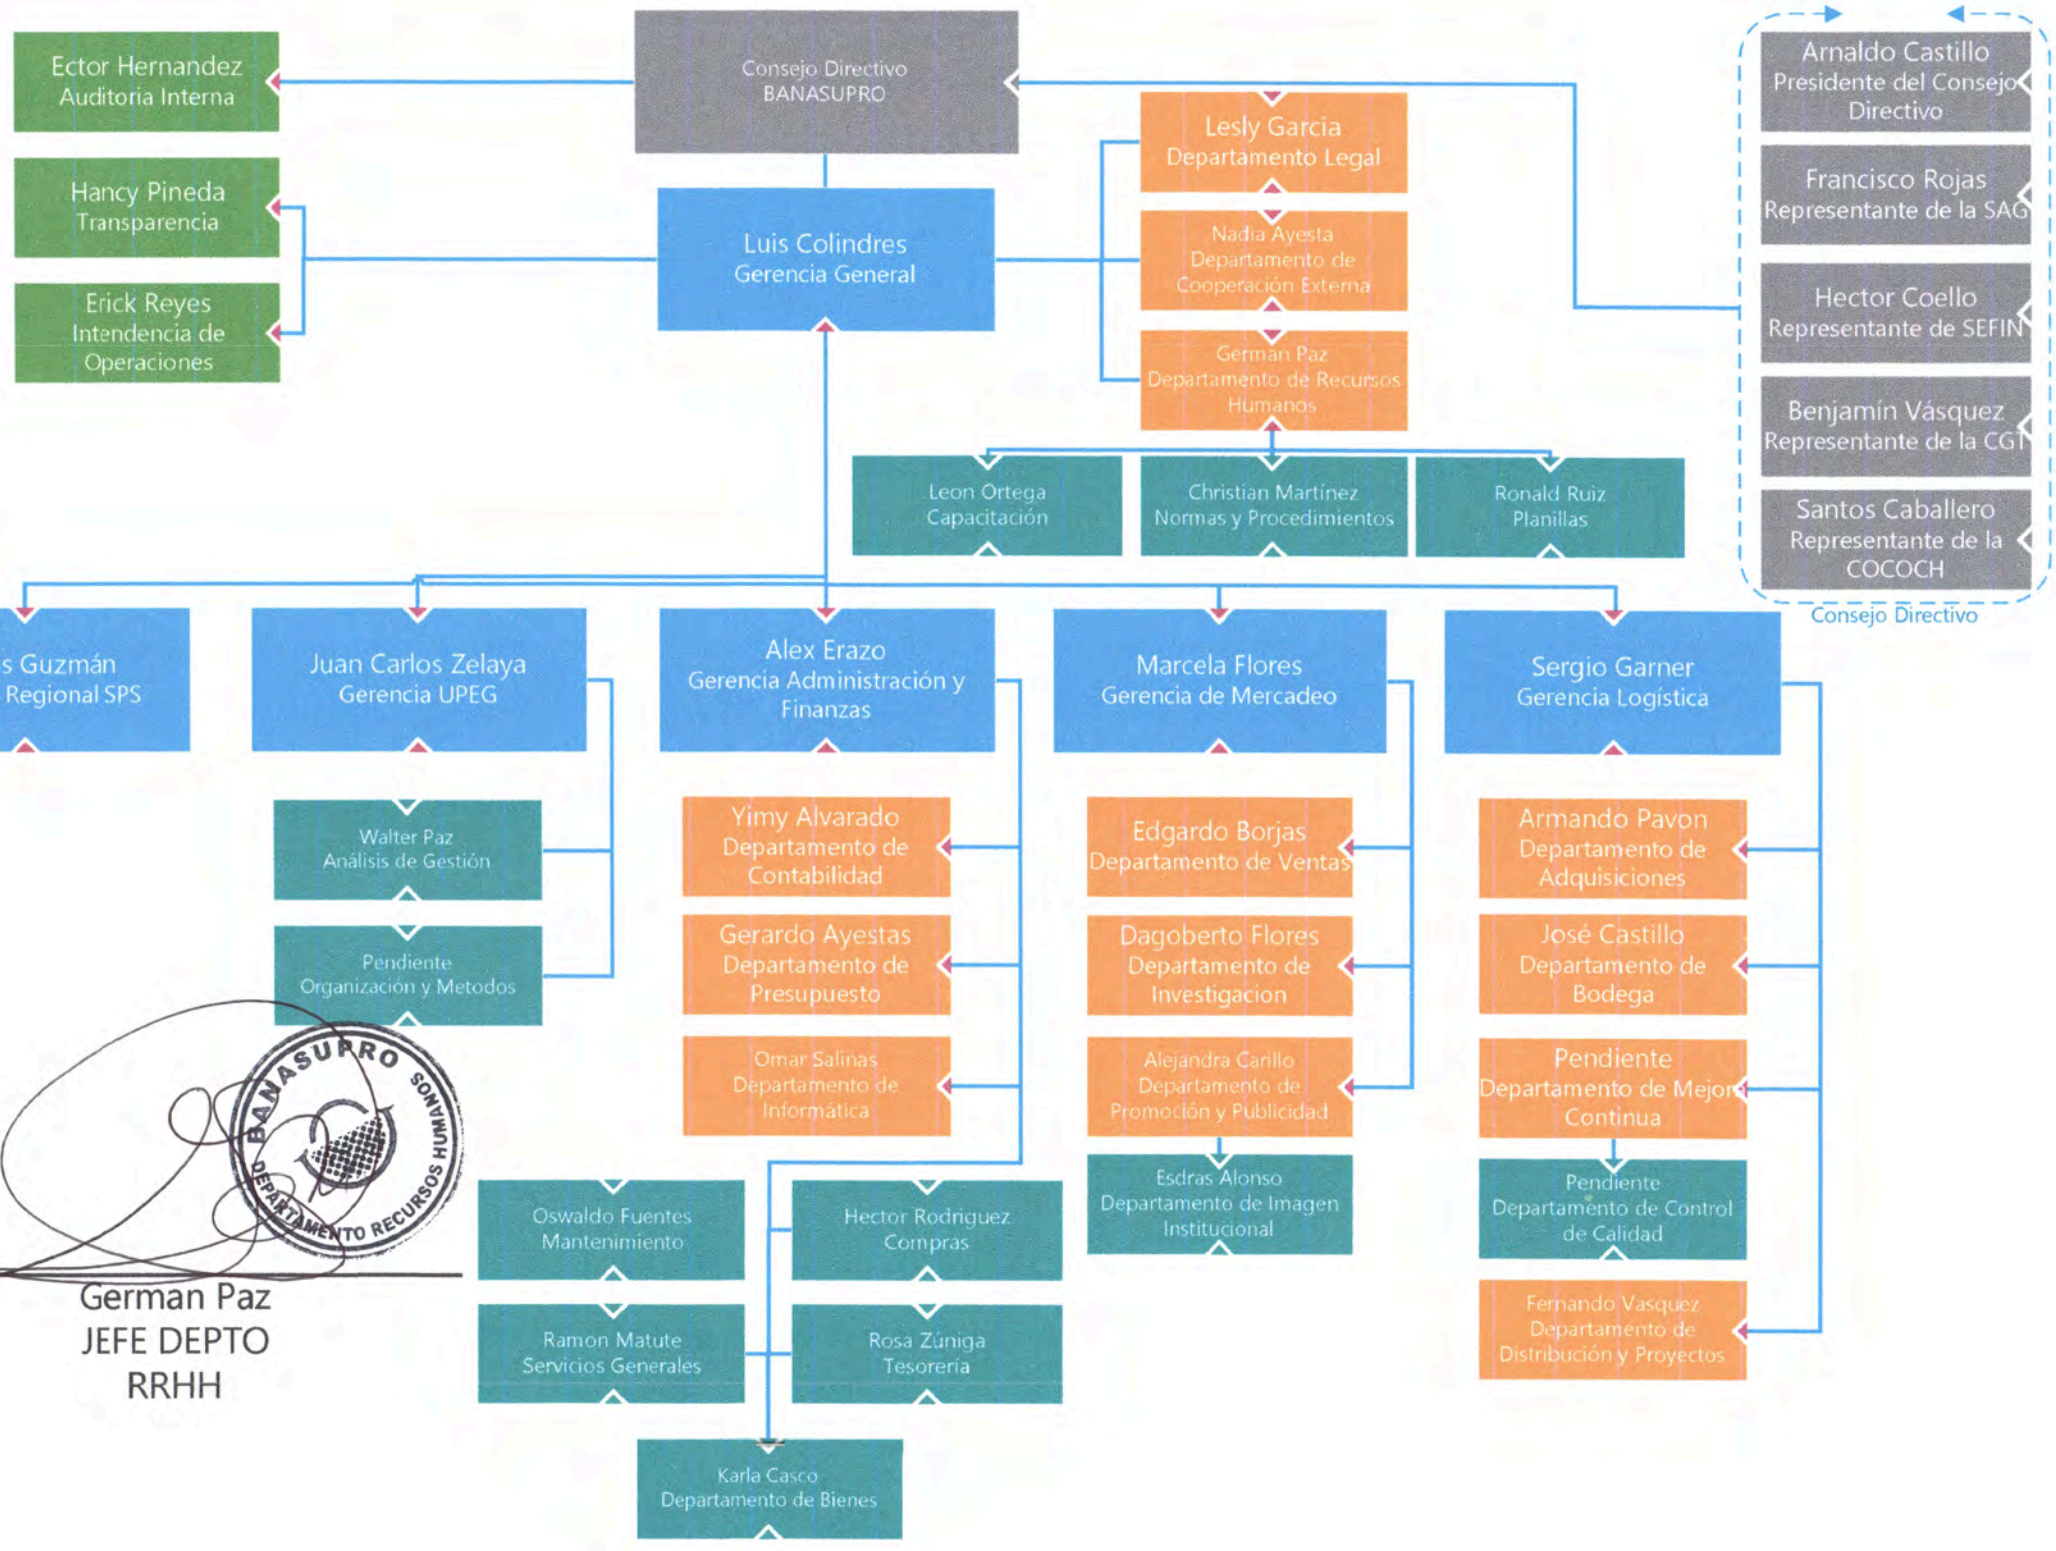 Ector Hernandez
Auditoria Interna
Hancy Pineda
Transparencia
Erick Reyes
Intendencia de
Operaciones
Consejo Directivo
BANASUPRO
Luis Colindres
Gerencia General
Lesly Garcia
Departamento Legal
Nadia Ayesta
Departamento de
Cooperación Externa
German Paz
Departamento de Recursos
Humanos
Leon Ortega
Capacitación
Christian Martínez
Normas y Procedimientos
Ronald Ruiz
Planillas
Arnaldo Castillo
Presidente del Consejo
Directivo
Francisco Rojas
Representante de la SAG
Hector Coello
Representante de SEFIN
Benjamín Vásquez
Representante de la CGT
Santos Caballero
Representante de la
COCOCH
Consejo Directivo
s Guzmán
Regional SPS
Juan Carlos Zelaya
Gerencia UPEG
Alex Erazo
Gerencia Administración y
Finanzas
Marcela Flores
Gerencia de Mercadeo
Sergio Garner
Gerencia Logística
Walter Paz
Análisis de Gestión
Pendiente
Organización y Metodos
Yimy Alvarado
Departamento de
Contabilidad
Gerardo Ayestas
Departamento de
Presupuesto
Omar Salinas
Departamento de
Informática
Oswaldo Fuentes
Mantenimiento
Hector Rodriguez
Compras
Ramon Matute
Servicios Generales
Rosa Zúniga
Tesorería
Karla Casco
Departamento de Bienes
Edgardo Borjas
Departamento de Ventas
Dagoberto Flores
Departamento de
Investigacion
Alejandra Carillo
Departamento de
Promoción y Publicidad
Esdras Alonso
Departamento de Imagen
Institucional
Armando Pavon
Departamento de
Adquisiciones
José Castillo
Departamento de
Bodega
Pendiente
Departamento de Mejora
Continua
Pendiente
Departamento de Control
de Calidad
Fernando Vasquez
Departamento de
Distribución y Proyectos
BANASUPRO
DEPARTAMENTO RECURSOS HUMANOS
German Paz
JEFE DEPTO
RRHH